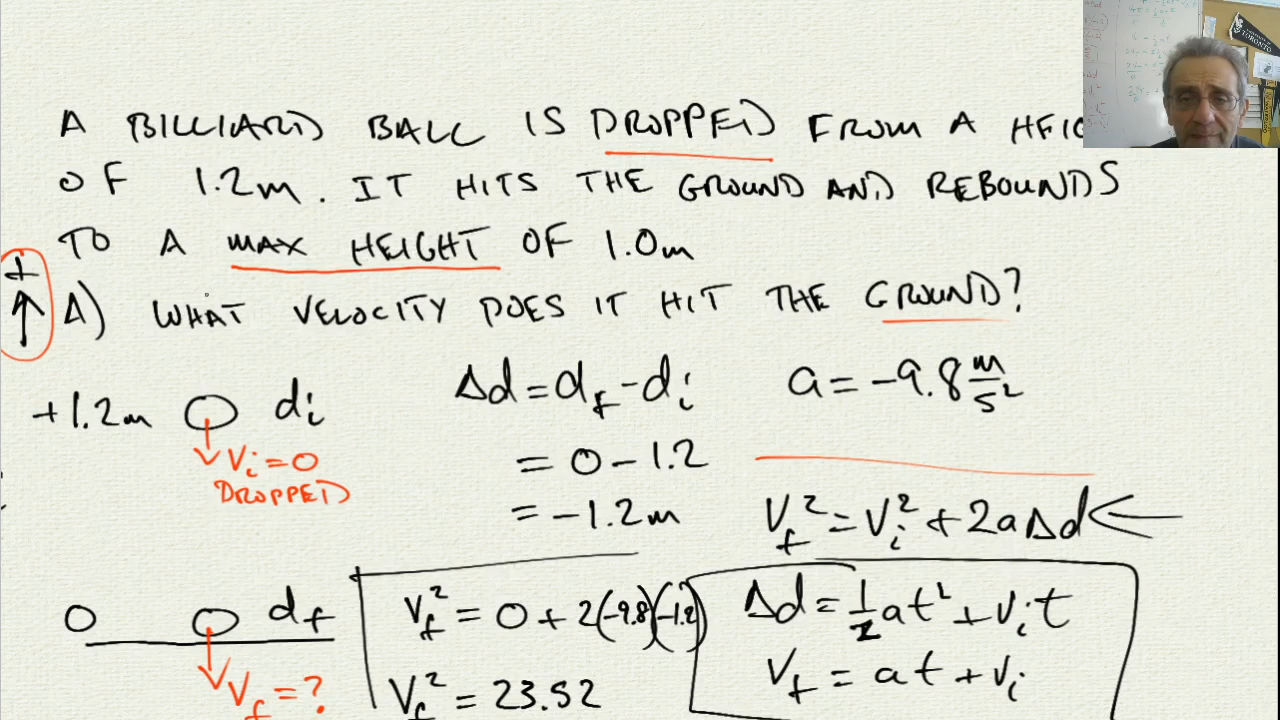 A BILLIARD BALL IS DROPPED FROM A
OF 1.2m. IT HITS THE GROUND AND REBOUNDS
TO A MAX HEIGHT OF 1.0m
+
↑ A) WHAT VELOCITY DOES IT HIT THE GROUND?
+1.2m di
Vi = 0
DROPPED
Δd = df - di
= 0 - 1.2
= -1.2m
a = -9.8 m/s²
Vf² = Vi² + 2aΔd
0 df
Vf = ?
Vf² = 0 + 2(-9.8)(-1.2)
Vf² = 23.52
Δd = ½at² + Vit
Vf = at + Vi
TORONTO